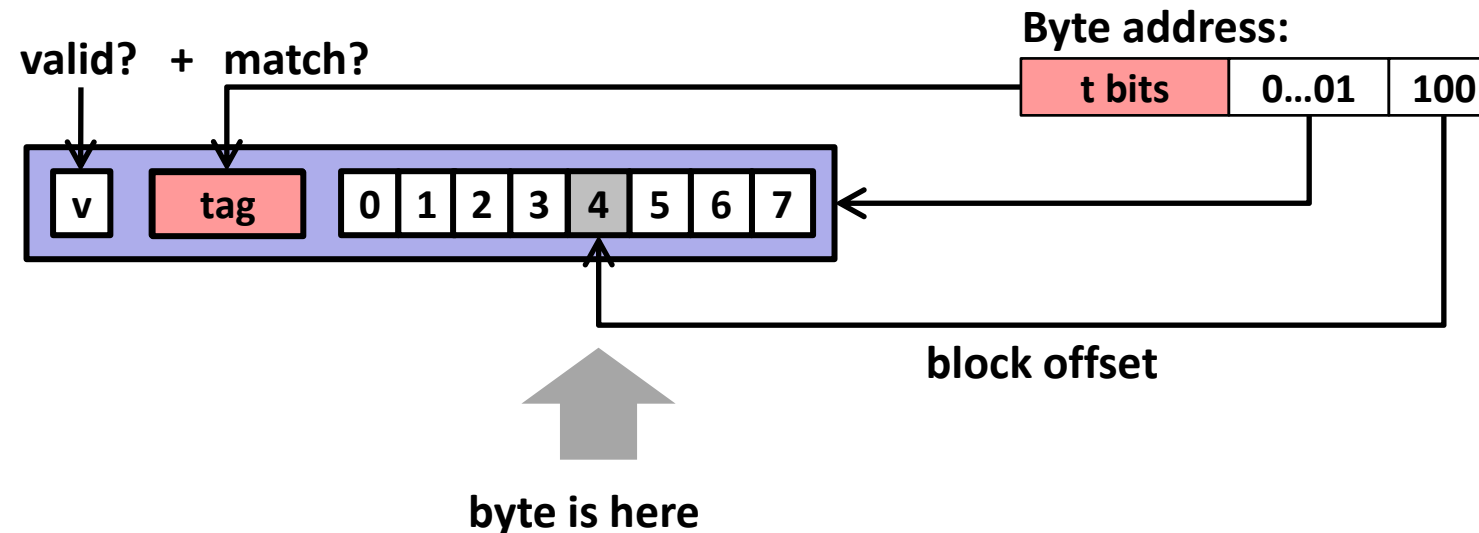 Byte address:
valid? + match?
t bits 0...01 100
v tag 0 1 2 3 4 5 6 7
block offset
byte is here